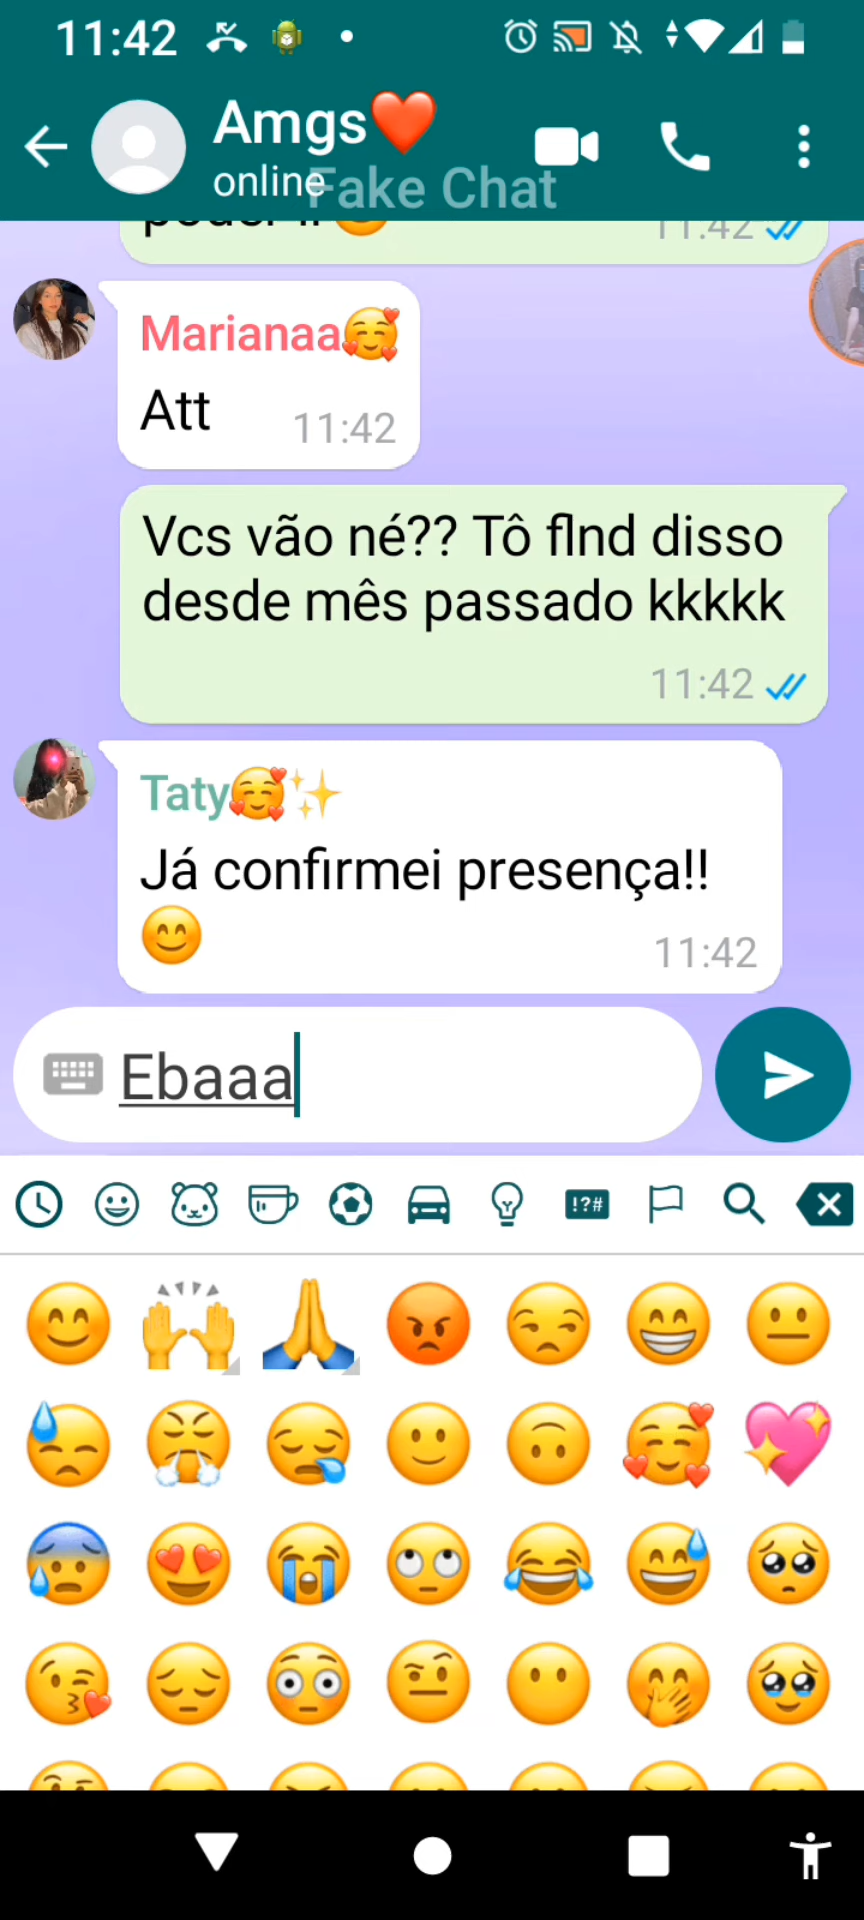 11:42
Amgs❤️
online
Fake Chat
poder ir😊
11:42
Marianaa🥰
Att
11:42
Vcs vão né?? Tô fInd disso
desde mês passado kkkkk
11:42
Taty🥰✨
Já confirmei presença!!
😊
11:42
Ebaaa
!?#